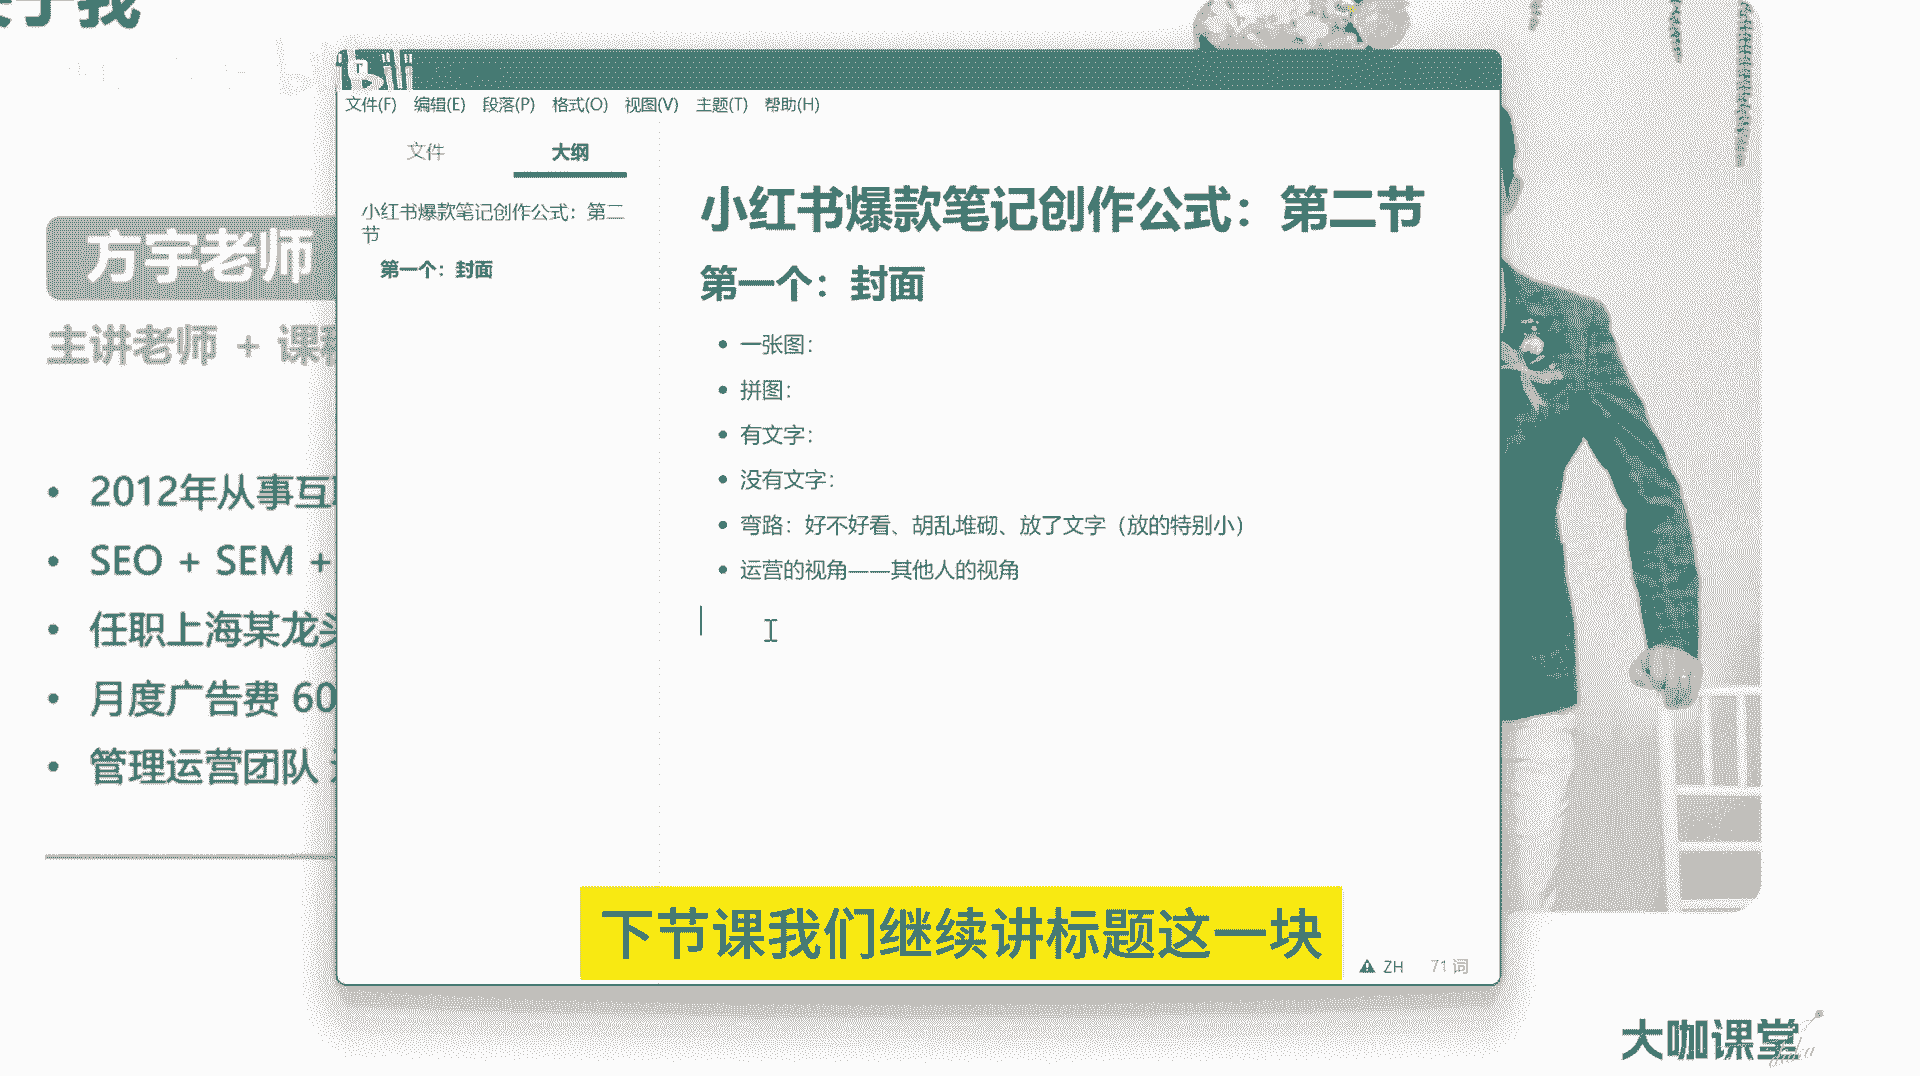 bili
文件(F) 编辑(E) 段落(P) 格式(O) 视图(V) 主题(T) 帮助(H)
文件 大纲
小红书爆款笔记创作公式：第二
节
第一个：封面
小红书爆款笔记创作公式：第二节
第一个：封面
一张图：
拼图：
有文字：
没有文字：
弯路：好不好看、胡乱堆砌、放了文字（放的特别小）
运营的视角——其他人的视角
ZH 71 词
方宇老师
主讲老师 + 课
2012年从事互
SEO + SEM +
任职上海某龙头
月度广告费 60
管理运营团队
下节课我们继续讲标题这一块
大咖课堂